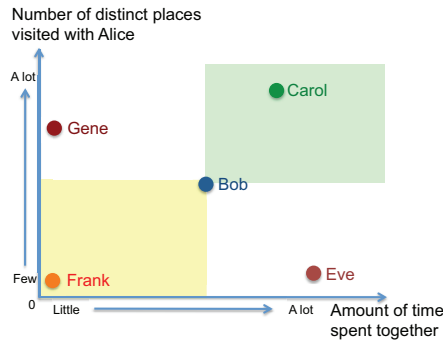 Number of distinct places
visited with Alice
A lot
Carol
Gene
Bob
Few
Frank
Eve
0
Little
A lot
Amount of time
spent together